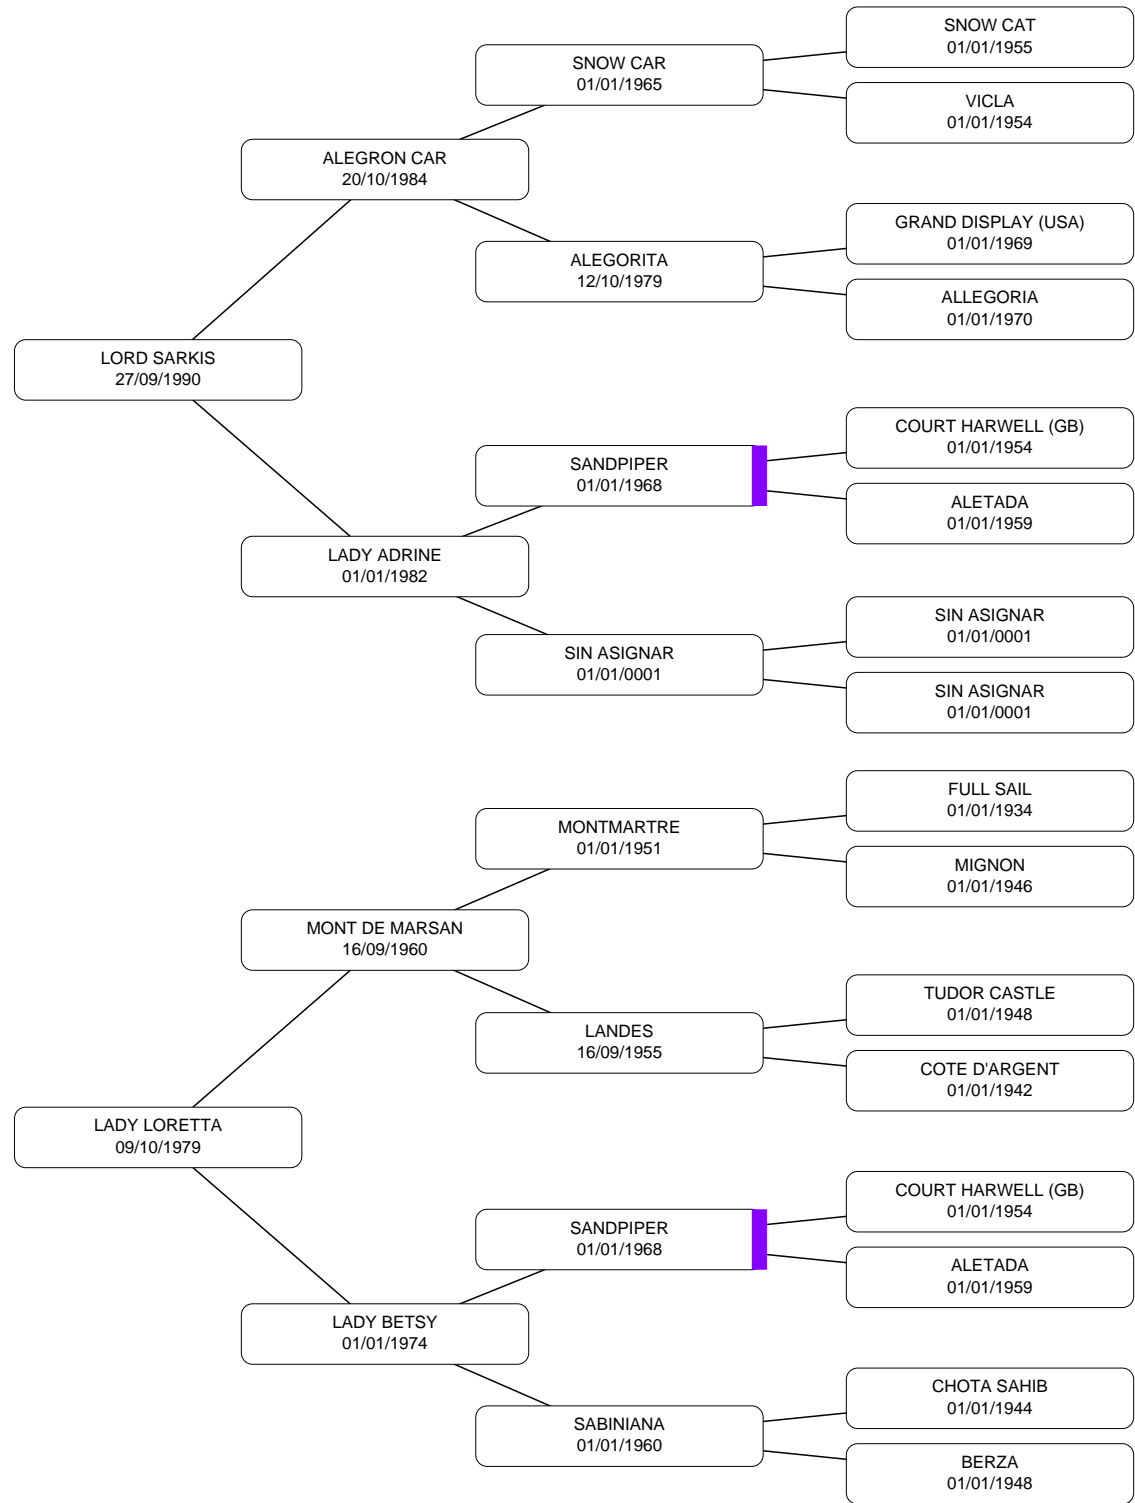 SNOW CAT
01/01/1955
SNOW CAR
01/01/1965
VICLA
01/01/1954
ALEGRON CAR
20/10/1984
GRAND DISPLAY (USA)
01/01/1969
ALEGORITA
12/10/1979
ALLEGORIA
01/01/1970
LORD SARKIS
27/09/1990
COURT HARWELL (GB)
01/01/1954
SANDPIPER
01/01/1968
ALETADA
01/01/1959
LADY ADRINE
01/01/1982
SIN ASIGNAR
01/01/0001
SIN ASIGNAR
01/01/0001
SIN ASIGNAR
01/01/0001
FULL SAIL
01/01/1934
MONTMARTRE
01/01/1951
MIGNON
01/01/1946
MONT DE MARSAN
16/09/1960
TUDOR CASTLE
01/01/1948
LANDES
16/09/1955
COTE D'ARGENT
01/01/1942
LADY LORETTA
09/10/1979
COURT HARWELL (GB)
01/01/1954
SANDPIPER
01/01/1968
ALETADA
01/01/1959
LADY BETSY
01/01/1974
CHOTA SAHIB
01/01/1944
SABINIANA
01/01/1960
BERZA
01/01/1948